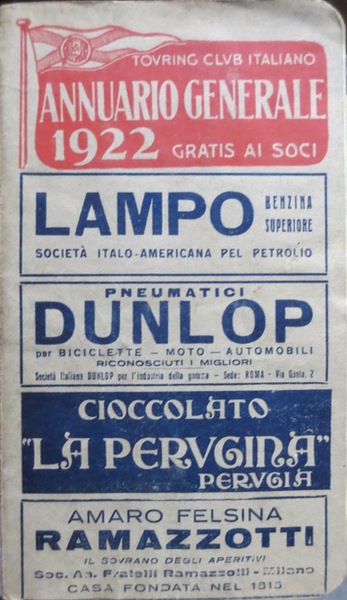 TOVRING CLVB ITALIANO
ANNUARIO GENERALE
1922 GRATIS AI SOCI
LAMPO BENZINA SUPERIORE
SOCIETÀ ITALO-AMERICANA PEL PETROLIO
PNEUMATICI
DUNLOP
per BICICLETTE – MOTO – AUTOMOBILI
RICONOSCIUTI I MIGLIORI
Società Italiana DUNLOP per l'industria della gomma – Sede: ROMA - Via Gaeta, 2
CIOCCOLATO
"LA PERVGINA"
PERVGIA
AMARO FELSINA
RAMAZZOTTI
IL SOVRANO DEGLI APERITIVI
Soc. An. Fratelli Ramazzotti - Milano
CASA FONDATA NEL 1815